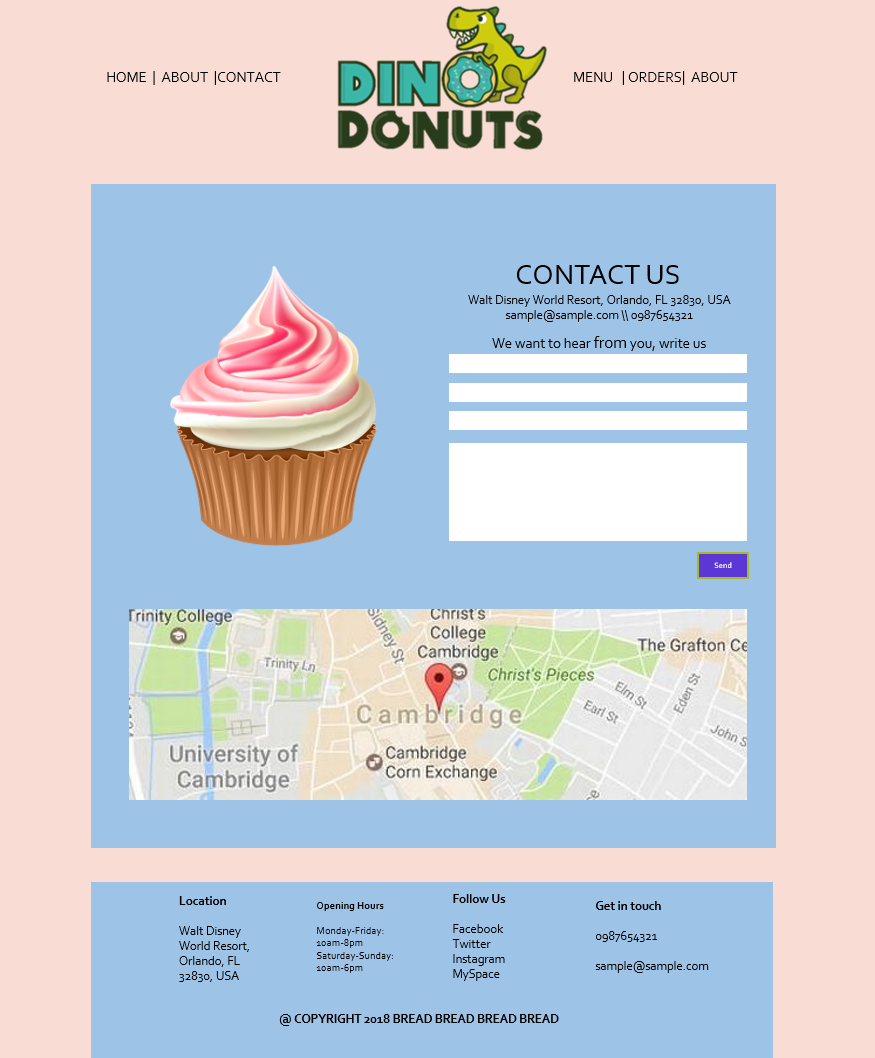 HOME | ABOUT |CONTACT
DINO
DONUTS
MENU | ORDERS| ABOUT
CONTACT US
Walt Disney World Resort, Orlando, FL 32830, USA
sample@sample.com \\ 0987654321
We want to hear from you, write us
Send
Trinity College
Sidney St
Christ's
College
Cambridge
The Grafton Ce
Trinity Ln
Christ's Pieces
Elm St
Eden St
Earl St
Cambridge
John S
University of
Cambridge
Cambridge
Corn Exchange
Location
Walt Disney
World Resort,
Orlando, FL
32830, USA
Opening Hours
Monday-Friday:
10am-8pm
Saturday-Sunday:
10am-6pm
Follow Us
Facebook
Twitter
Instagram
MySpace
Get in touch
0987654321
sample@sample.com
@ COPYRIGHT 2018 BREAD BREAD BREAD BREAD